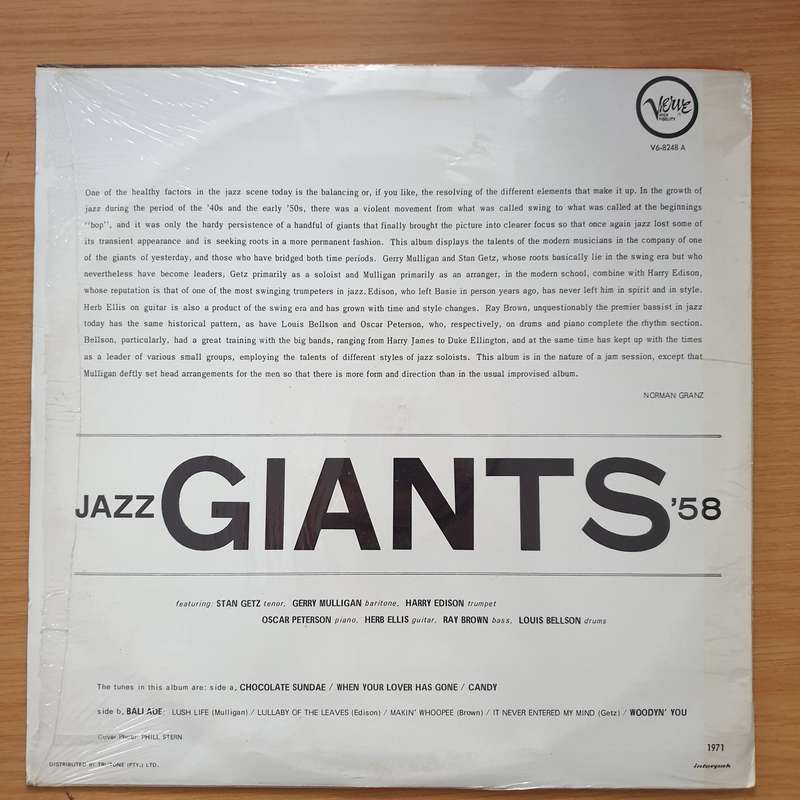 Verve
HIGH
FIDELITY
V6-8248 A
One of the healthy factors in the jazz scene today is the balancing or, if you like, the resolving of the different elements that make it up. In the growth of
jazz during the period of the '40s and the early '50s, there was a violent movement from what was called swing to what was called at the beginnings
"bop", and it was only the hardy persistence of a handful of giants that finally brought the picture into clearer focus so that once again jazz lost some of
its transient appearance and is seeking roots in a more permanent fashion. This album displays the talents of the modern musicians in the company of one
of the giants of yesterday, and those who have bridged both time periods. Gerry Mulligan and Stan Getz, whose roots basically lie in the swing era but who
nevertheless have become leaders, Getz primarily as a soloist and Mulligan primarily as an arranger, in the modern school, combine with Harry Edison,
whose reputation is that of one of the most swinging trumpeters in jazz. Edison, who left Basie in person years ago, has never left him in spirit and in style.
Herb Ellis on guitar is also a product of the swing era and has grown with time and style changes. Ray Brown, unquestionably the premier bassist in jazz
today has the same historical pattern, as have Louis Bellson and Oscar Peterson, who, respectively, on drums and piano complete the rhythm section.
Bellson, particularly, had a great training with the big bands, ranging from Harry James to Duke Ellington, and at the same time has kept up with the times
as a leader of various small groups, employing the talents of different styles of jazz soloists. This album is in the nature of a jam session, except that
Mulligan deftly set head arrangements for the men so that there is more form and direction than in the usual improvised album.
NORMAN GRANZ
JAZZ GIANTS '58
featuring: STAN GETZ tenor, GERRY MULLIGAN baritone, HARRY EDISON trumpet
OSCAR PETERSON piano, HERB ELLIS guitar, RAY BROWN bass, LOUIS BELLSON drums
The tunes in this album are: side a, CHOCOLATE SUNDAE / WHEN YOUR LOVER HAS GONE / CANDY
side b, BALLADE: LUSH LIFE (Mulligan) / LULLABY OF THE LEAVES (Edison) / MAKIN' WHOOPEE (Brown) / IT NEVER ENTERED MY MIND (Getz) / WOODYN' YOU
Cover Photo: PHILL STERN
1971
DISTRIBUTED BY TRUTONE (PTY.) LTD.
interpak